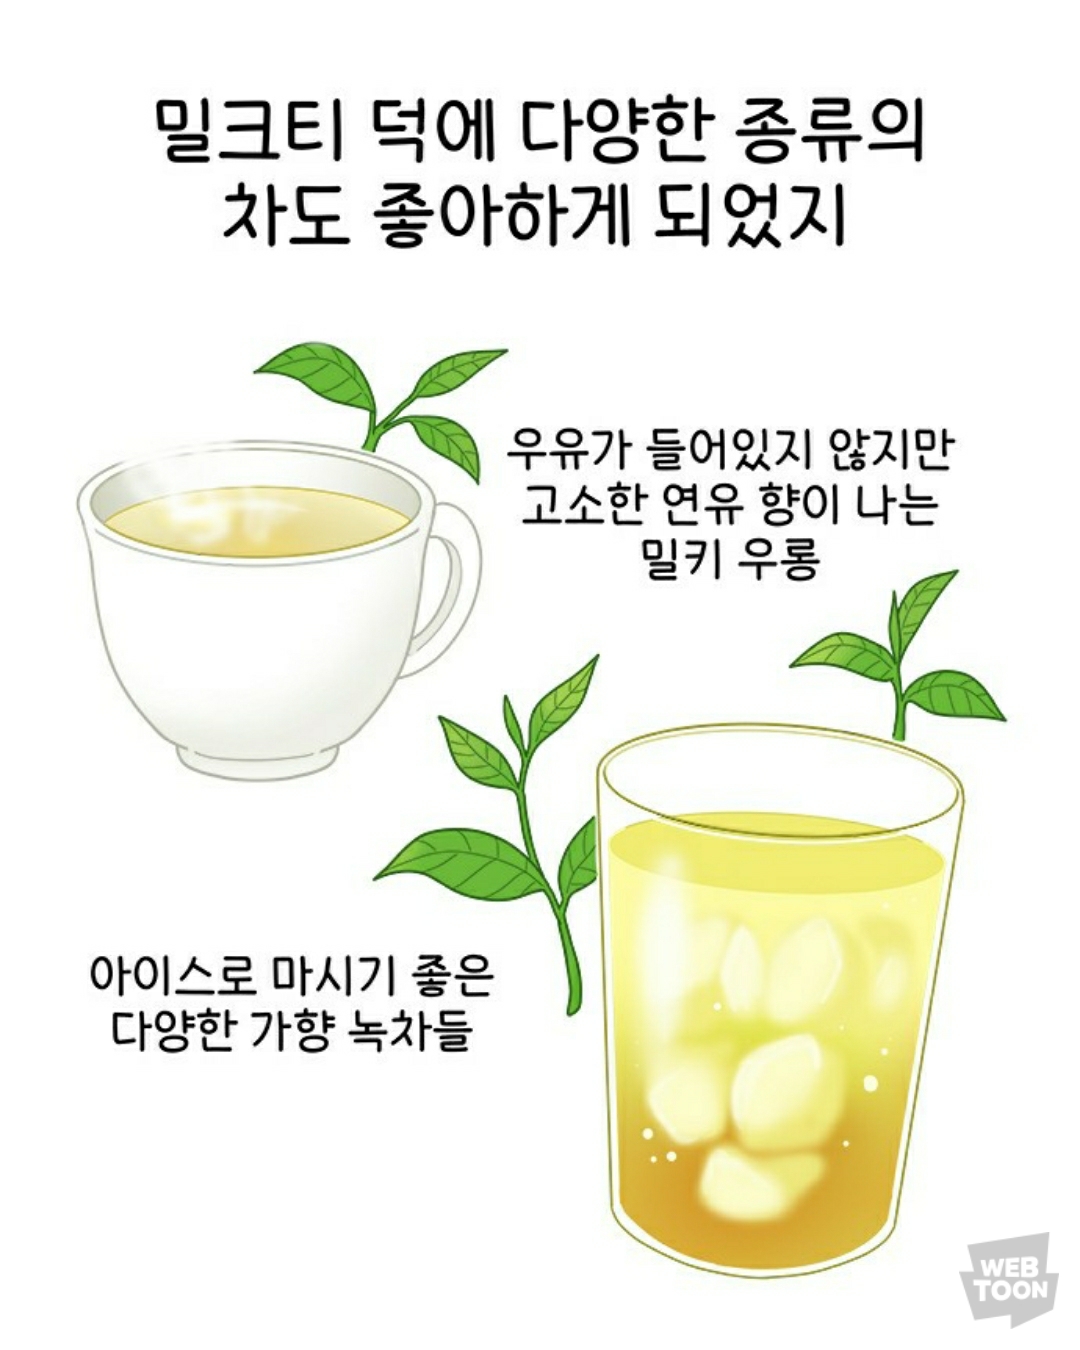 밀크티 덕에 다양한 종류의
차도 좋아하게 되었지
우유가 들어있지 않지만
고소한 연유 향이 나는
밀키 우롱
아이스로 마시기 좋은
다양한 가향 녹차들
WEB
TOON